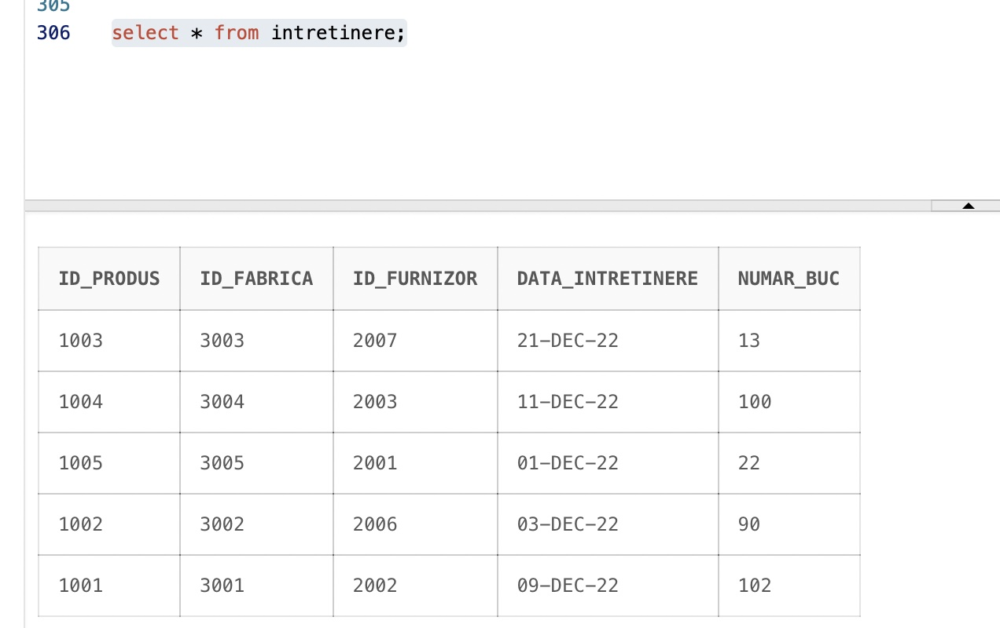 305
306 select * from intretinere;
ID_PRODUS ID_FABRICA ID_FURNIZOR DATA_INTRETINERE NUMAR_BUC
1003 3003 2007 21-DEC-22 13
1004 3004 2003 11-DEC-22 100
1005 3005 2001 01-DEC-22 22
1002 3002 2006 03-DEC-22 90
1001 3001 2002 09-DEC-22 102